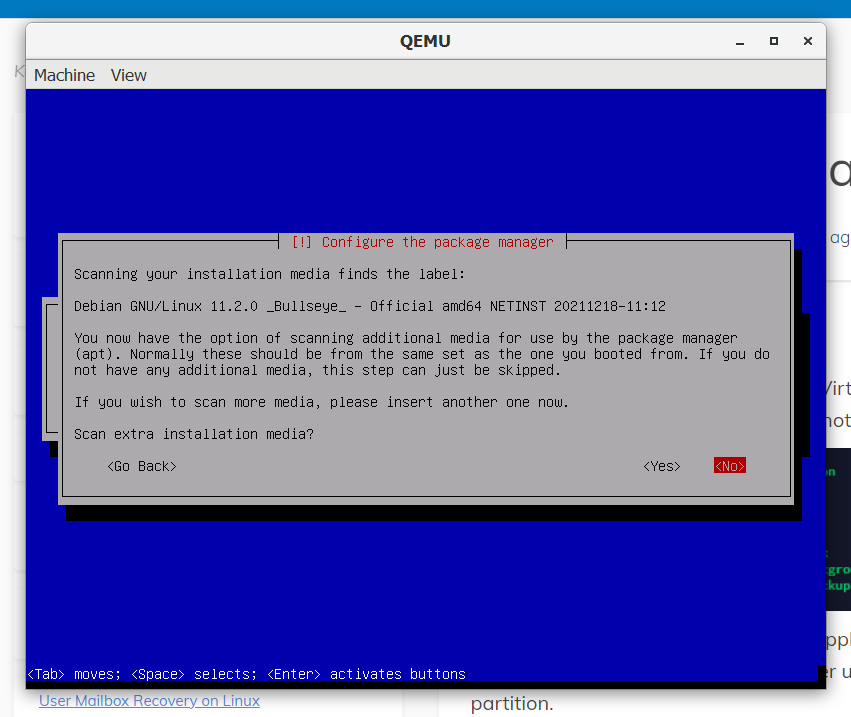 QEMU
Machine View
[!] Configure the package manager
Scanning your installation media finds the label:
Debian GNU/Linux 11.2.0 _Bullseye_ - Official amd64 NETINST 20211218-11:12
You now have the option of scanning additional media for use by the package manager
(apt). Normally these should be from the same set as the one you booted from. If you do
not have any additional media, this step can just be skipped.
If you wish to scan more media, please insert another one now.
Scan extra installation media?
<Go Back> <Yes> <No>
<Tab> moves; <Space> selects; <Enter> activates buttons
User Mailbox Recovery on Linux
partition.